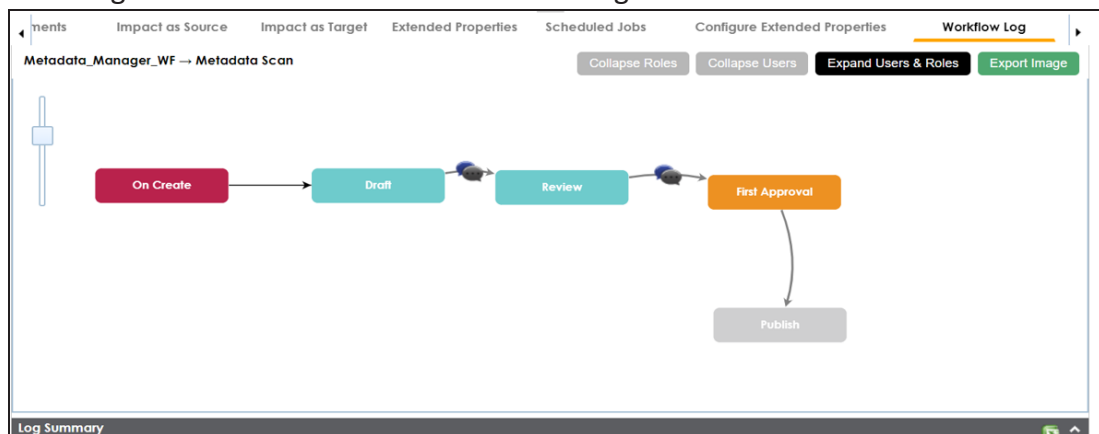 ments Impact as Source Impact as Target Extended Properties Scheduled Jobs Configure Extended Properties Workflow Log
Metadata_Manager_WF → Metadata Scan Collapse Roles Collapse Users Expand Users & Roles Export Image
On Create Draft Review First Approval
Publish
Log Summary